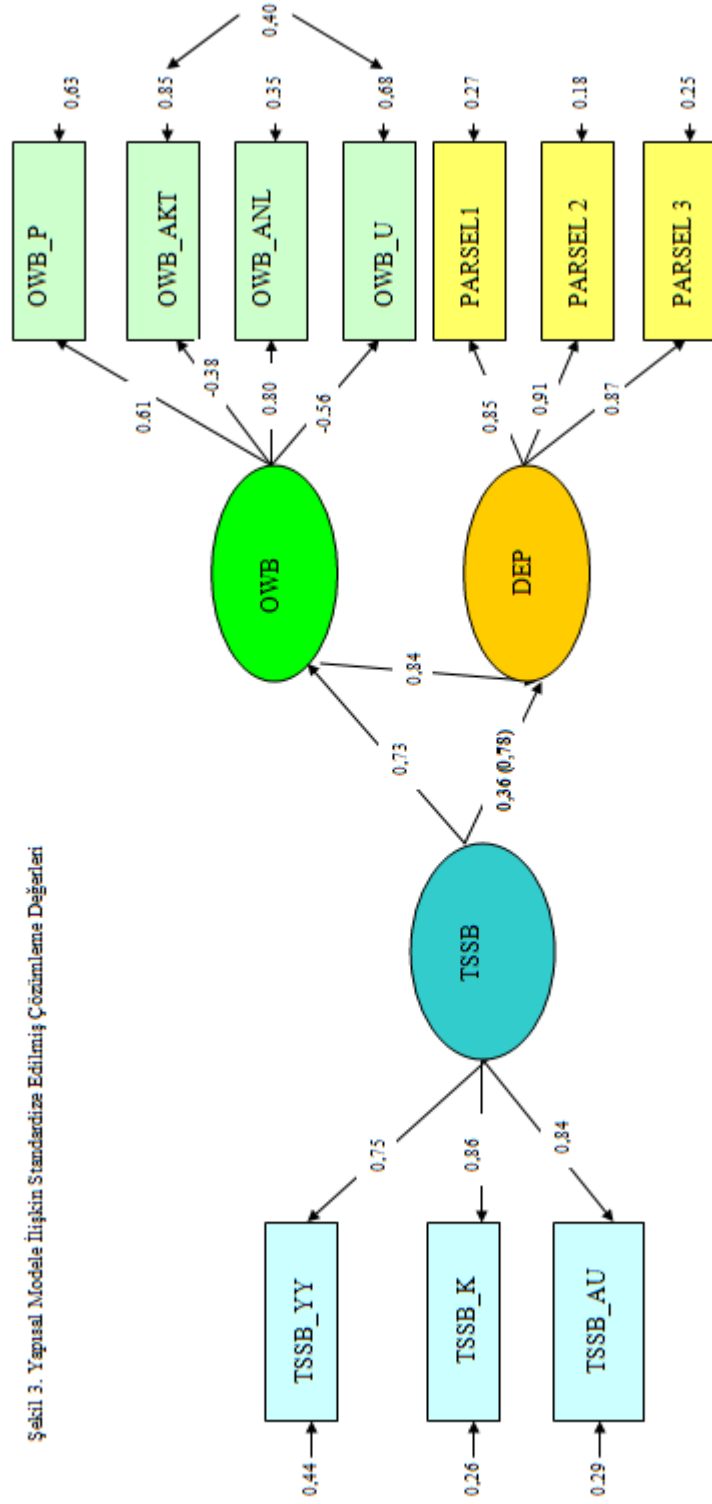 Şekil 3. Yapısal Modele İlişkin Standardize Edilmiş Çözümleme Değerleri
0,44
TSSB_YY
0,26
TSSB_K
0,29
TSSB_AU
0,75
0,86
0,84
TSSB
0,73
0,36 (0,78)
0,84
OWB
DEP
0.61
-0.38
0.80
-0.56
0,85
0,91
0.87
OWB_P
0,63
OWB_AKT
0.85
OWB_ANL
0.35
OWB_U
0,68
0,40
PARSEL1
0.27
PARSEL 2
0.18
PARSEL 3
0.25